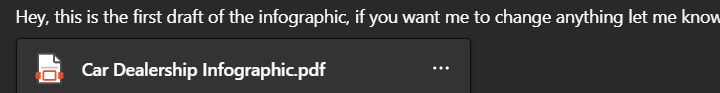 Hey, this is the first draft of the infographic, if you want me to change anything let me know
Car Dealership Infographic.pdf